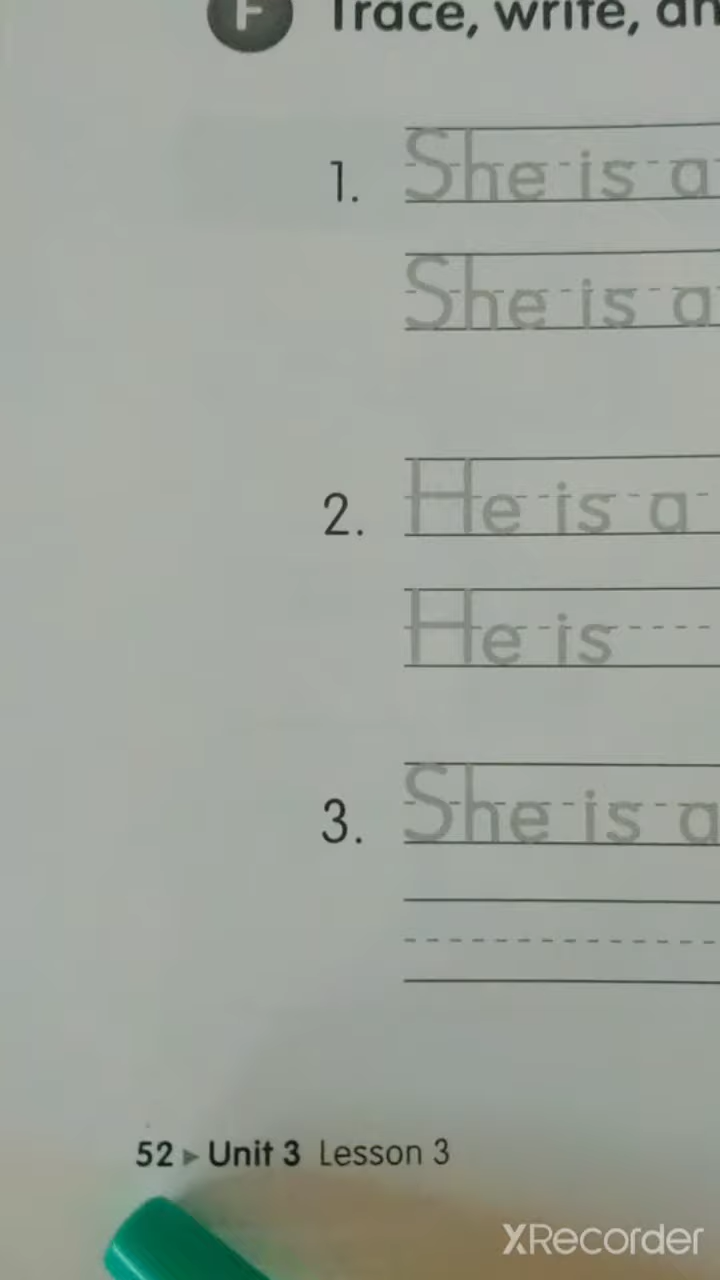 F Trace, write, an
1. She is a
She is a
2. He is a
He is
3. She is a
52 ▸ Unit 3 Lesson 3
XRecorder